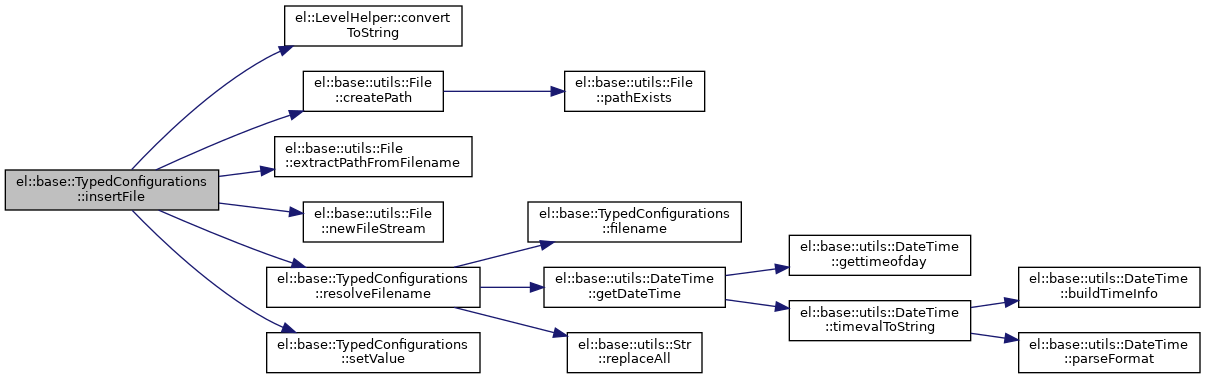 el::LevelHelper::convert
ToString
el::base::utils::File
::createPath
el::base::utils::File
::pathExists
el::base::utils::File
::extractPathFromFilename
el::base::TypedConfigurations
::insertFile
el::base::utils::File
::newFileStream
el::base::TypedConfigurations
::filename
el::base::utils::DateTime
::gettimeofday
el::base::TypedConfigurations
::resolveFilename
el::base::utils::DateTime
::getDateTime
el::base::utils::DateTime
::buildTimeInfo
el::base::utils::DateTime
::timevalToString
el::base::TypedConfigurations
::setValue
el::base::utils::Str
::replaceAll
el::base::utils::DateTime
::parseFormat